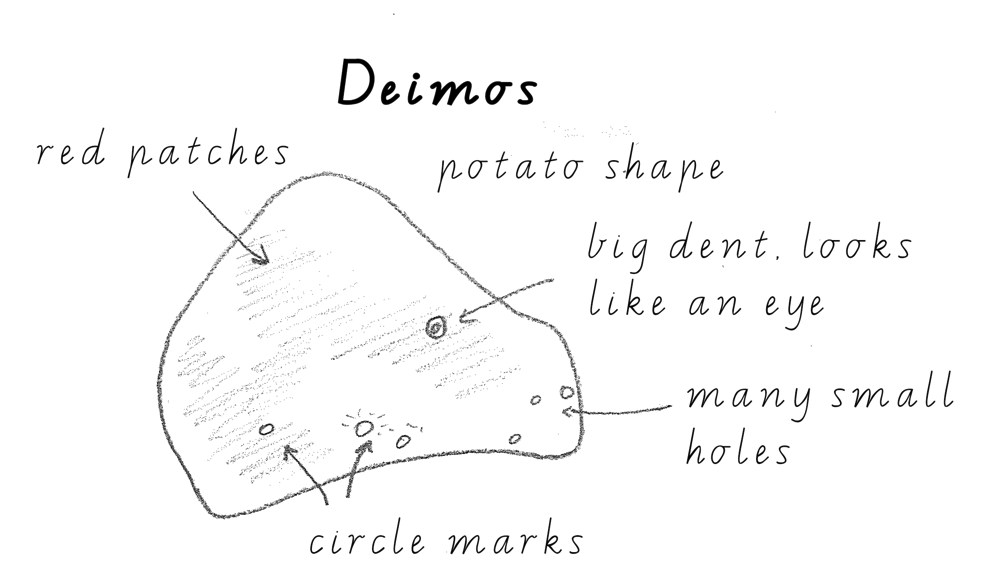 Deimos
red patches
potato shape
big dent, looks
like an eye
many small
holes
circle marks